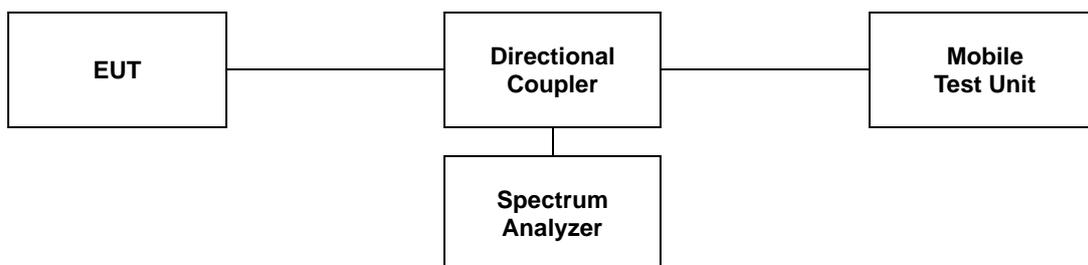 EUT
Directional
Coupler
Mobile
Test Unit
Spectrum
Analyzer